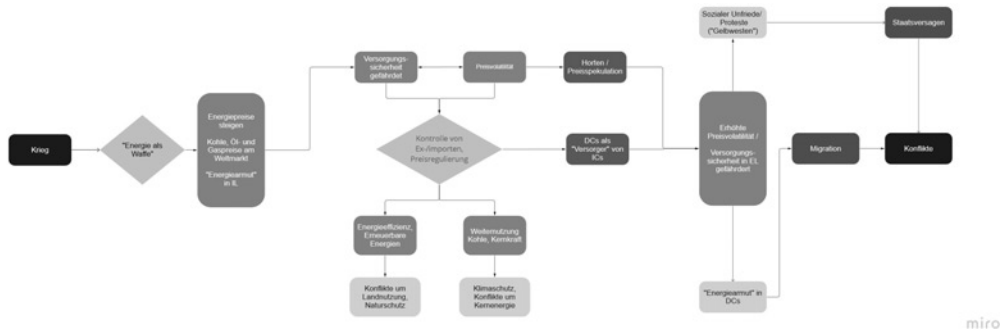 Krieg
"Energie als
Waffe"
Energiepreise
steigen
Kohle, Öl- und
Gaspreise am
Weltmarkt
"Energiearmut"
in IL
Versorgungs-
sicherheit
gefährdet
Preisvolatilität
Horten /
Preisspekulation
Kontrolle von
Ex-/Importen,
Preisregulierung
DCs als
"Versorger" von
ICs
Energieeffizienz,
Erneuerbare
Energien
Weiternutzung
Kohle, Kernkraft
Konflikte um
Landnutzung,
Naturschutz
Klimaschutz,
Konflikte um
Kernenergie
Sozialer Unfriede/
Proteste
("Gelbwesten")
Staatsversagen
Erhöhte
Preisvolatilität /
Versorgungs-
sicherheit in EL
gefährdert
Migration
Konflikte
"Energiearmut" in
DCs
miro